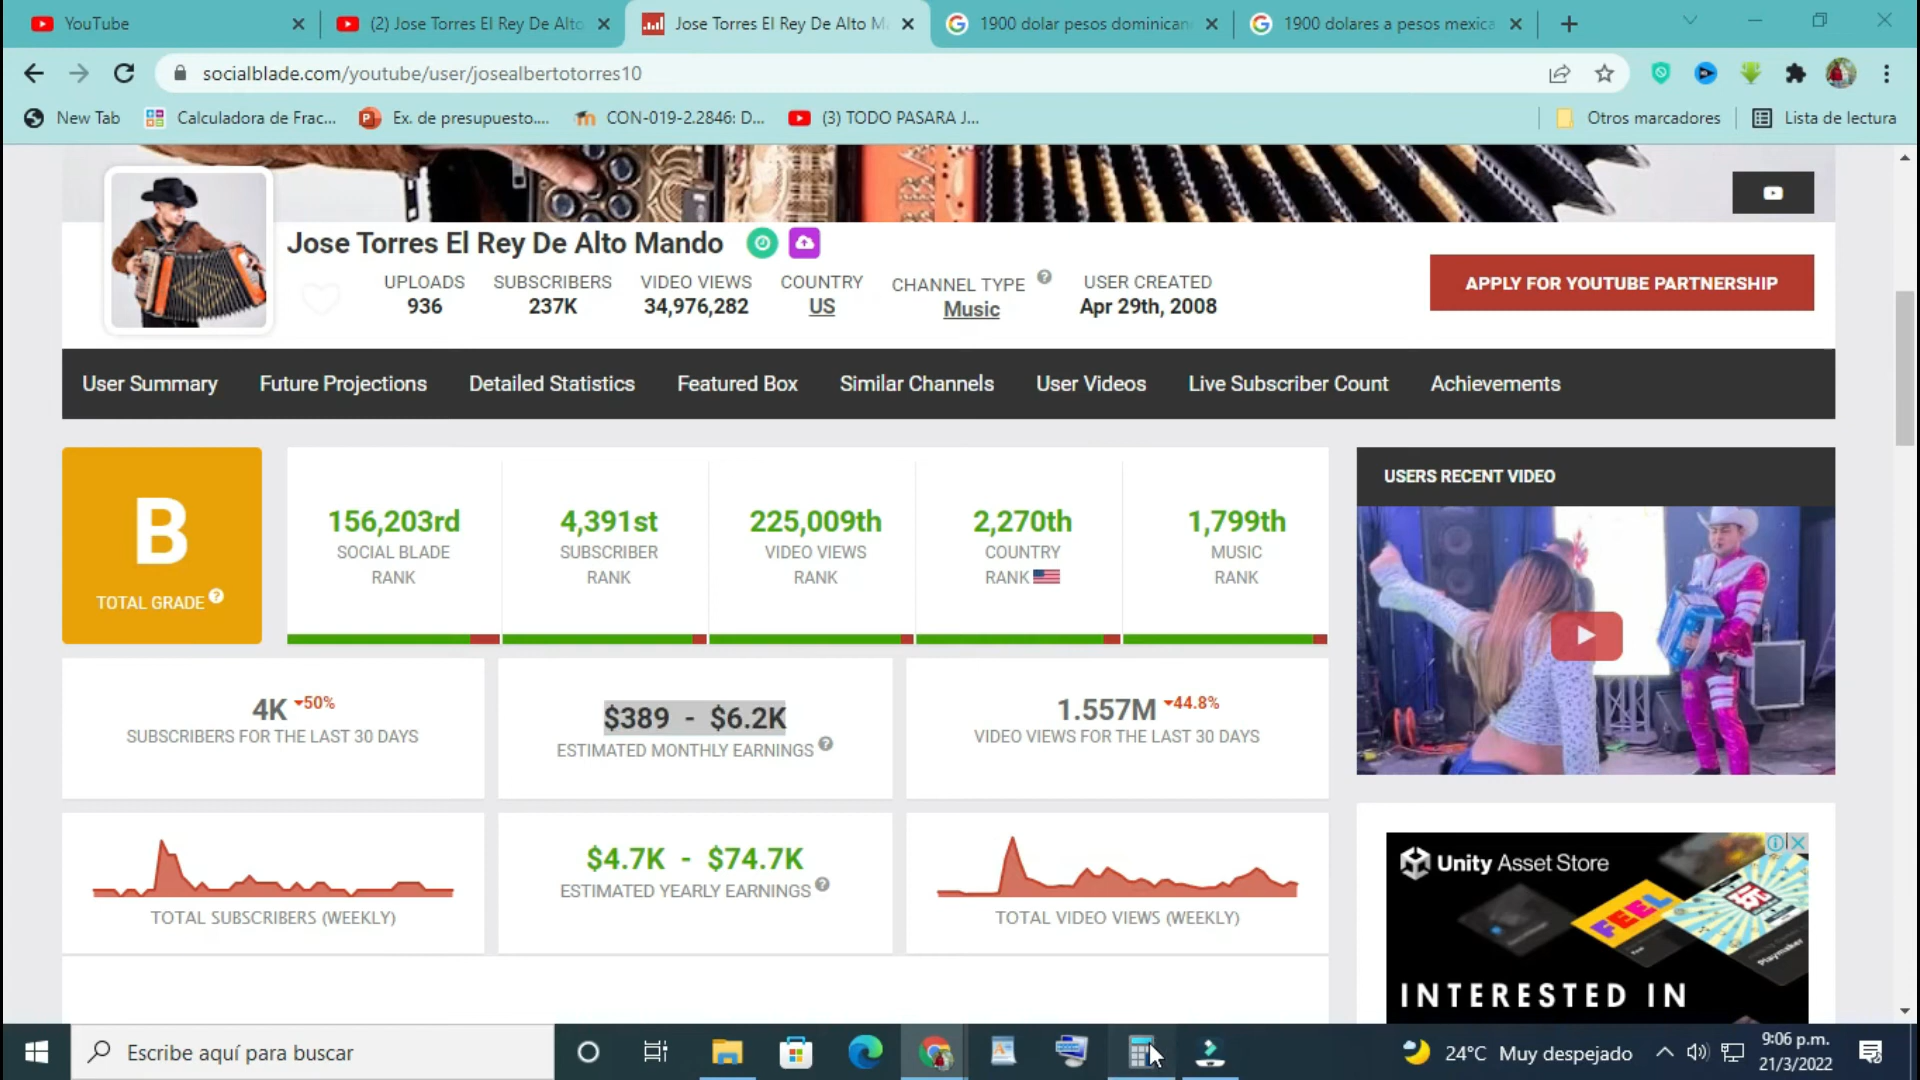 YouTube
(2) Jose Torres El Rey De Alto
Jose Torres El Rey De Alto M
1900 dolar pesos dominican
1900 dolares a pesos mexica
socialblade.com/youtube/user/josealbertotorres10
New Tab
Calculadora de Frac...
Ex. de presupuesto....
CON-019-2.2846: D...
(3) TODO PASARA J...
Otros marcadores
Lista de lectura
Jose Torres El Rey De Alto Mando
UPLOADS
936
SUBSCRIBERS
237K
VIDEO VIEWS
34,976,282
COUNTRY
US
CHANNEL TYPE
Music
USER CREATED
Apr 29th, 2008
APPLY FOR YOUTUBE PARTNERSHIP
User Summary
Future Projections
Detailed Statistics
Featured Box
Similar Channels
User Videos
Live Subscriber Count
Achievements
B
TOTAL GRADE
156,203rd
SOCIAL BLADE
RANK
4,391st
SUBSCRIBER
RANK
225,009th
VIDEO VIEWS
RANK
2,270th
COUNTRY
RANK
1,799th
MUSIC
RANK
USERS RECENT VIDEO
4K 50%
SUBSCRIBERS FOR THE LAST 30 DAYS
$389 - $6.2K
ESTIMATED MONTHLY EARNINGS
1.557M 44.8%
VIDEO VIEWS FOR THE LAST 30 DAYS
TOTAL SUBSCRIBERS (WEEKLY)
$4.7K - $74.7K
ESTIMATED YEARLY EARNINGS
TOTAL VIDEO VIEWS (WEEKLY)
Unity Asset Store
FEEL
Playmaker
INTERESTED IN
Escribe aquí para buscar
24°C Muy despejado
9:06 p.m.
21/3/2022